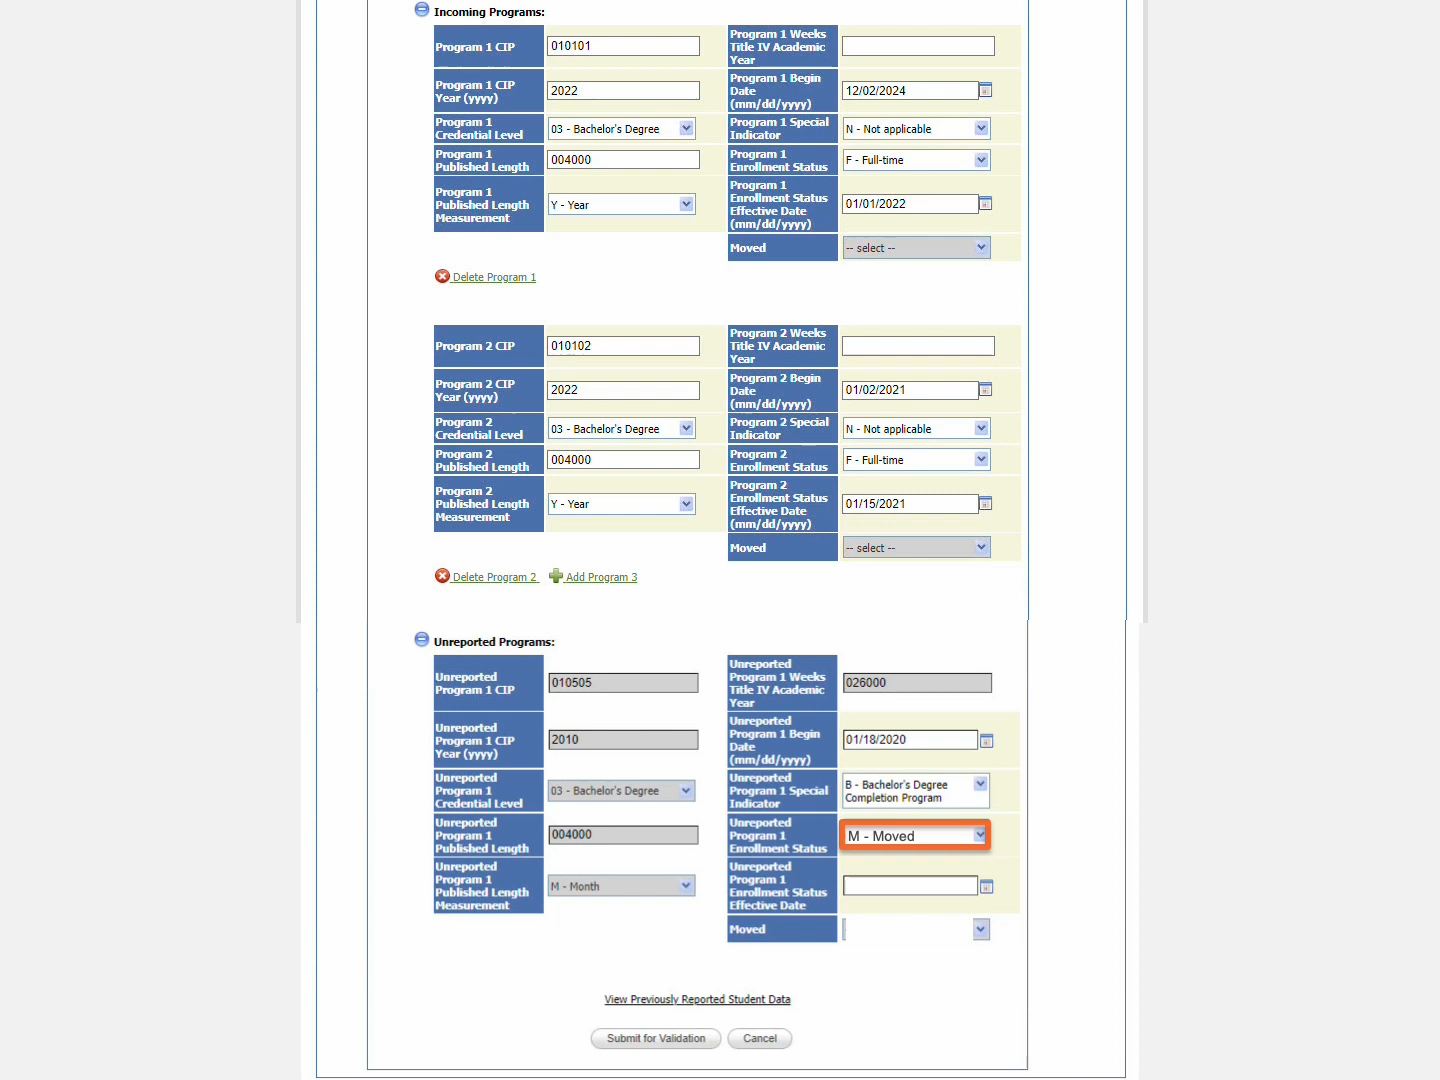 Incoming Programs:
Program 1 CIP
010101
Program 1 Weeks
Title IV Academic
Year
Program 1 CIP
Year (yyyy)
2022
Program 1 Begin
Date
(mm/dd/yyyy)
12/02/2024
Program 1
Credential Level
03 - Bachelor's Degree
Program 1 Special
Indicator
N - Not applicable
Program 1
Published Length
004000
Program 1
Enrollment Status
F - Full-time
Program 1
Published Length
Measurement
Y - Year
Program 1
Enrollment Status
Effective Date
(mm/dd/yyyy)
01/01/2022
Moved
-- select --
Delete Program 1
Program 2 CIP
010102
Program 2 Weeks
Title IV Academic
Year
Program 2 CIP
Year (yyyy)
2022
Program 2 Begin
Date
(mm/dd/yyyy)
01/02/2021
Program 2
Credential Level
03 - Bachelor's Degree
Program 2 Special
Indicator
N - Not applicable
Program 2
Published Length
004000
Program 2
Enrollment Status
F - Full-time
Program 2
Published Length
Measurement
Y - Year
Program 2
Enrollment Status
Effective Date
(mm/dd/yyyy)
01/15/2021
Moved
-- select --
Delete Program 2 Add Program 3
Unreported Programs:
Unreported
Program 1 CIP
010505
Unreported
Program 1 Weeks
Title IV Academic
Year
026000
Unreported
Program 1 CIP
Year (yyyy)
2010
Unreported
Program 1 Begin
Date
(mm/dd/yyyy)
01/18/2020
Unreported
Program 1
Credential Level
03 - Bachelor's Degree
Unreported
Program 1 Special
Indicator
B - Bachelor's Degree
Completion Program
Unreported
Program 1
Published Length
004000
Unreported
Program 1
Enrollment Status
M - Moved
Unreported
Program 1
Published Length
Measurement
M - Month
Unreported
Program 1
Enrollment Status
Effective Date
Moved
View Previously Reported Student Data
Submit for Validation
Cancel